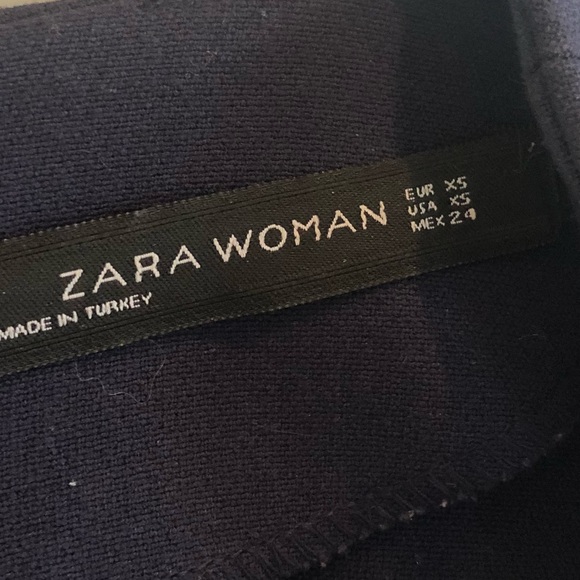 ZARA WOMAN
MADE IN TURKEY
EUR XS
USA XS
MEX 24